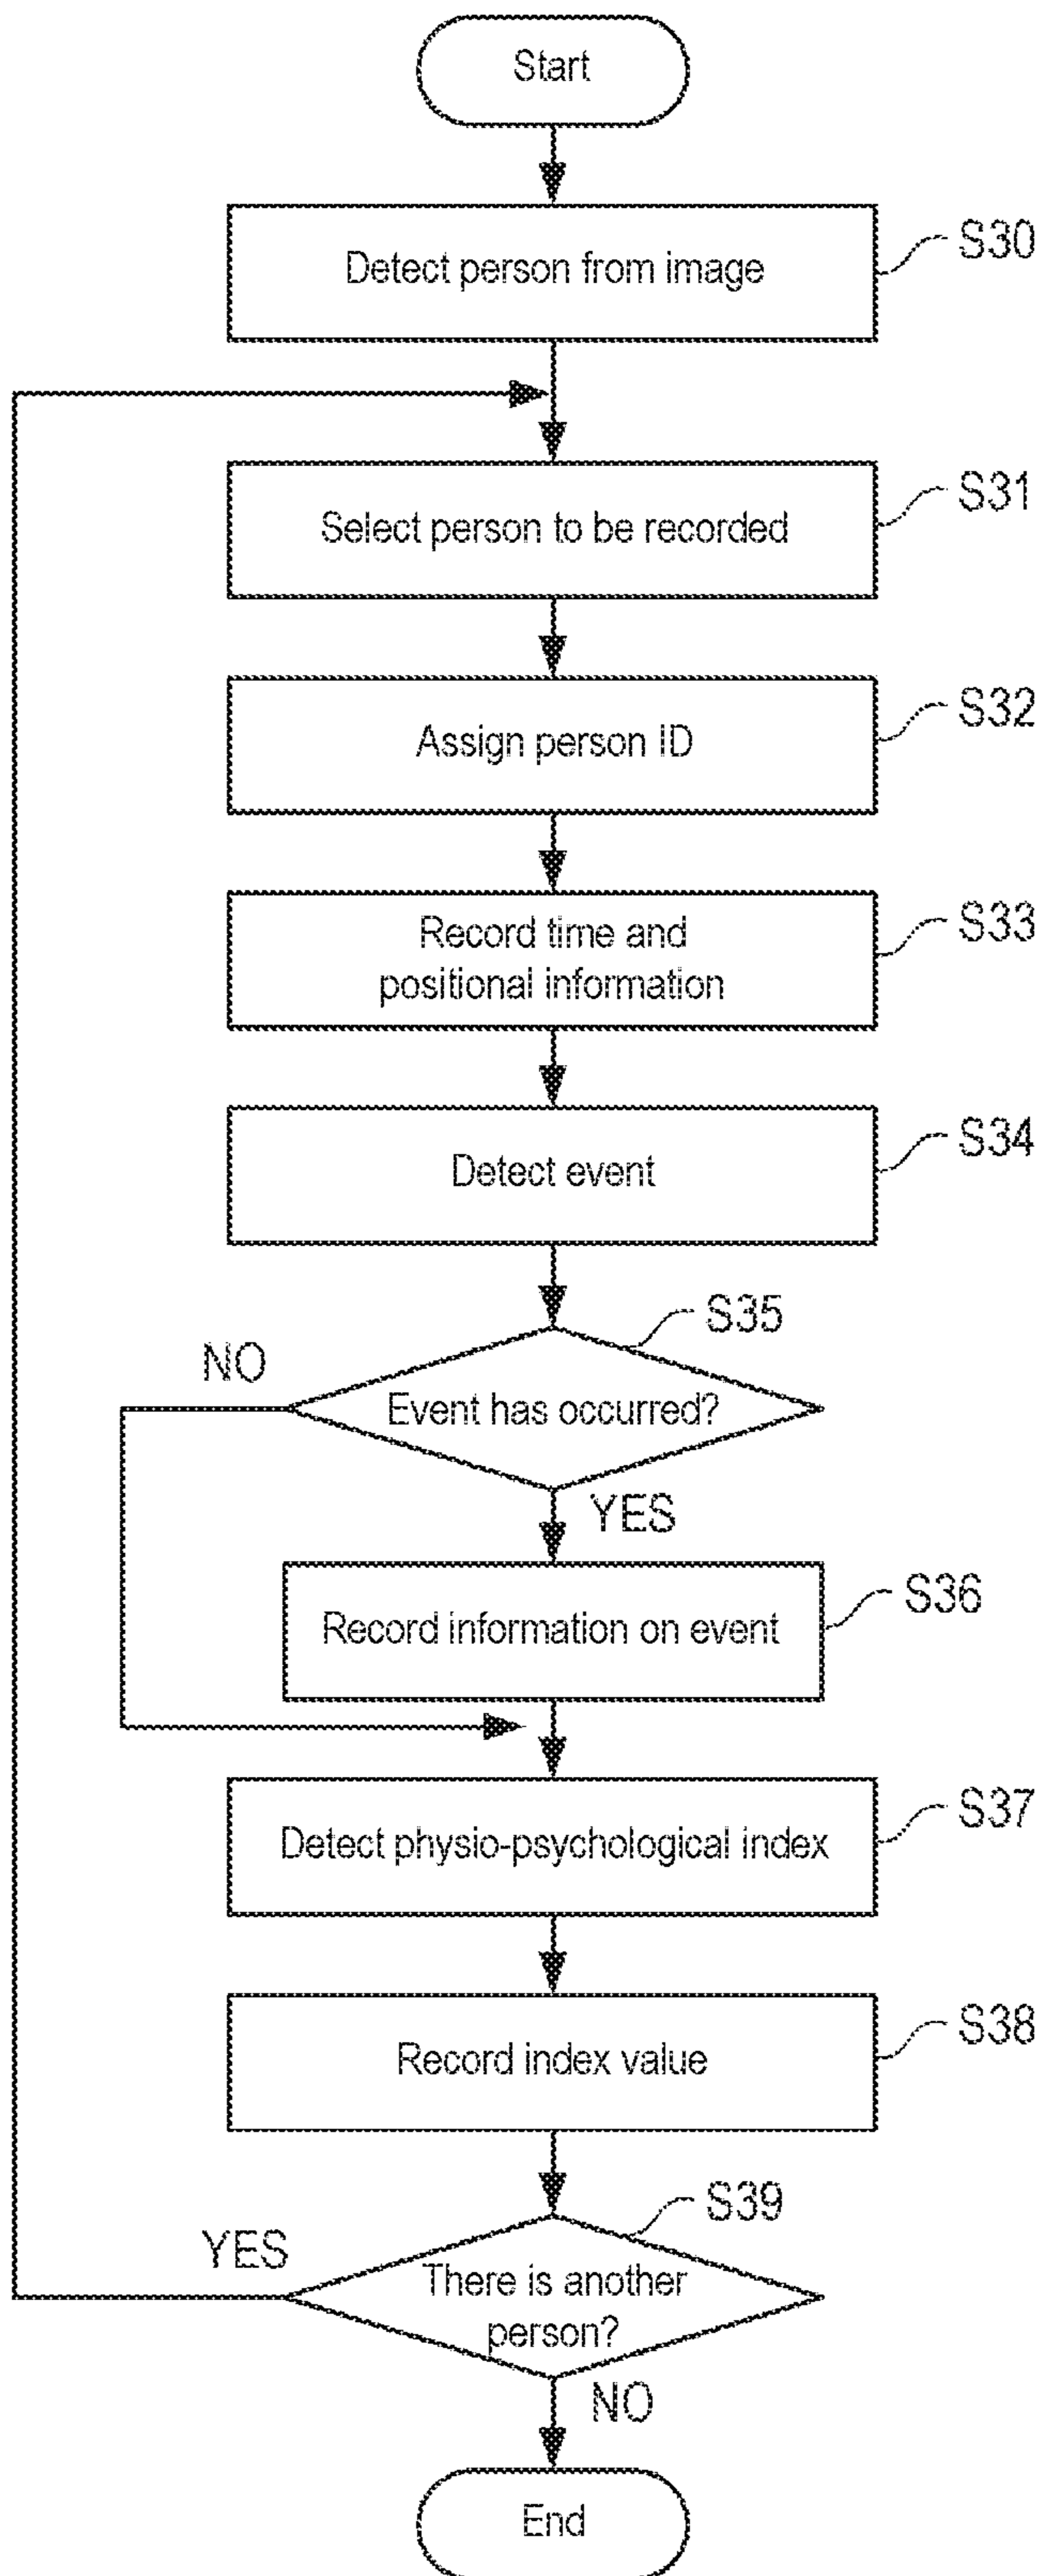 Start
Detect person from image
S30
Select person to be recorded
S31
Assign person ID
S32
Record time and
positional information
S33
Detect event
S34
S35
NO
Event has occurred?
YES
Record information on event
S36
Detect physio-psychological index
S37
Record index value
S38
S39
YES
There is another
person?
NO
End